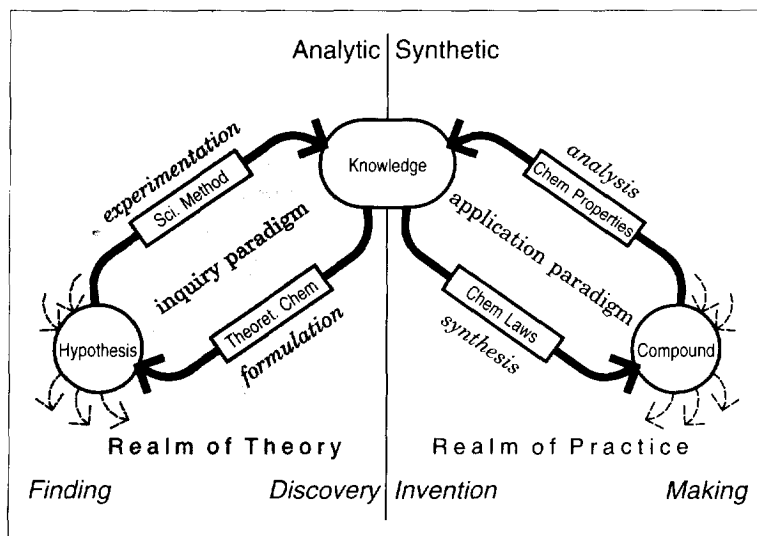 Analytic Synthetic
experimentation
Sci. Method
Knowledge
analysis
Chem Properties
inquiry paradigm
application paradigm
Theoret. Chem
formulation
Chem Laws
synthesis
Hypothesis
Compound
Realm of Theory
Realm of Practice
Finding
Discovery
Invention
Making